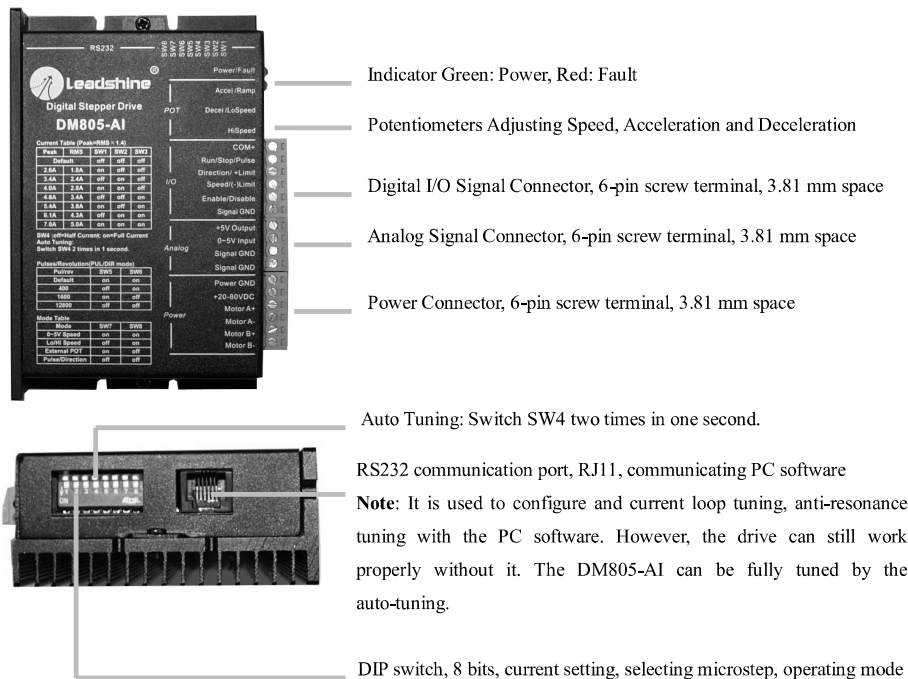 RS232
SW8
SW7
SW6
SW5
SW4
SW3
SW2
SW1
Power/Fault
Leadshine®
Digital Stepper Drive
DM805-AI
Accel /Ramp
POT
Decel /LoSpeed
HiSpeed
Current Table (Peak=RMS×1.4)
Peak RMS SW1 SW2 SW3
Default off off off
2.6A 1.8A on off off
3.4A 2.4A off on off
4.0A 2.8A on on off
4.8A 3.4A off off on
5.4A 3.8A on off on
6.1A 4.3A off on on
7.0A 5.0A on on on
SW4 :off=Half Current; on=Full Current
Auto Tuning:
Switch SW4 2 times in 1 second.
Pulses/Revolution(PUL/DIR mode)
Pul/rev SW5 SW6
Default on on
400 off on
1600 on off
12800 off off
Mode Table
Mode SW7 SW8
0~5V Speed on on
Lo/Hi Speed off on
External POT on off
Pulse/Direction off off
COM+
Run/Stop/Pulse
Direction/ +Limit
I/O
Speed/(-)Limit
Enable/Disable
Signal GND
+5V Output
0~5V Input
Analog
Signal GND
Signal GND
Power GND
+20-80VDC
Motor A+
Power
Motor A-
Motor B+
Motor B-
Indicator Green: Power, Red: Fault
Potentiometers Adjusting Speed, Acceleration and Deceleration
Digital I/O Signal Connector, 6-pin screw terminal, 3.81 mm space
Analog Signal Connector, 6-pin screw terminal, 3.81 mm space
Power Connector, 6-pin screw terminal, 3.81 mm space
Auto Tuning: Switch SW4 two times in one second.
RS232 communication port, RJ11, communicating PC software
Note: It is used to configure and current loop tuning, anti-resonance
tuning with the PC software. However, the drive can still work
properly without it. The DM805-AI can be fully tuned by the
auto-tuning.
DIP switch, 8 bits, current setting, selecting microstep, operating mode